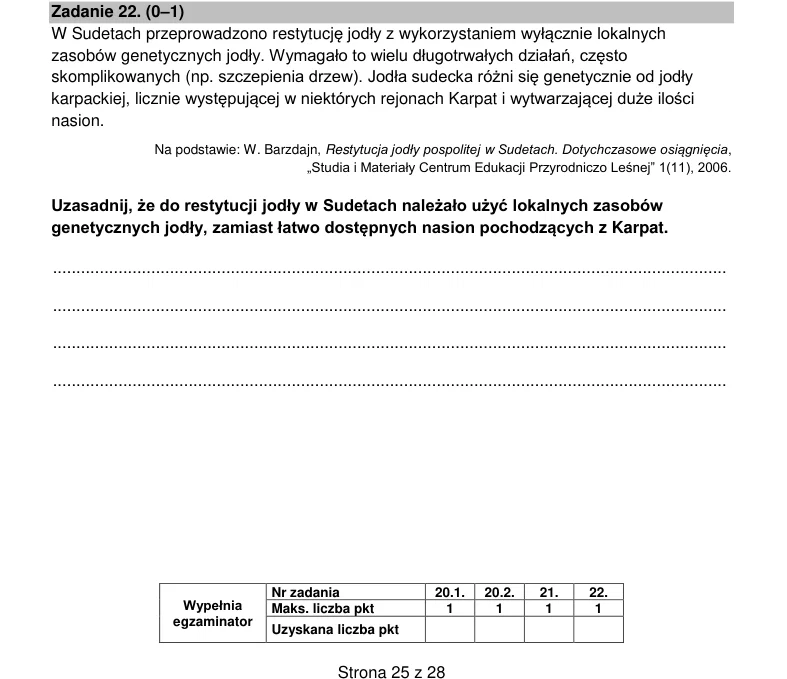 Zadanie 22. (0–1)
W Sudetach przeprowadzono restytucję jodły z wykorzystaniem wyłącznie lokalnych
zasobów genetycznych jodły. Wymagało to wielu długotrwałych działań, często
skomplikowanych (np. szczepienia drzew). Jodła sudecka różni się genetycznie od jodły
karpackiej, licznie występującej w niektórych rejonach Karpat i wytwarzającej duże ilości
nasion.
Na podstawie: W. Barzdajn, Restytucja jodły pospolitej w Sudetach. Dotychczasowe osiągnięcia,
„Studia i Materiały Centrum Edukacji Przyrodniczo Leśnej” 1(11), 2006.
Uzasadnij, że do restytucji jodły w Sudetach należało użyć lokalnych zasobów
genetycznych jodły, zamiast łatwo dostępnych nasion pochodzących z Karpat.
Wypełnia egzaminator
Nr zadania 20.1. 20.2. 21. 22.
Maks. liczba pkt 1 1 1 1
Uzyskana liczba pkt
Strona 25 z 28